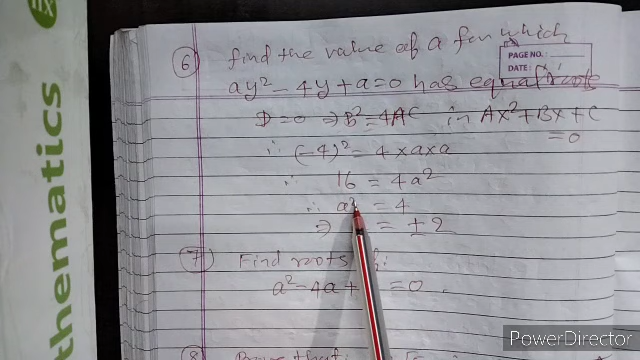 Mathematics
PAGE NO.:
DATE:
6) find the value of a for which
ay² - 4y + a = 0 has equal roots
D = 0 ⇒ B² = 4AC in Ax² + Bx + C
= 0
∴ (-4)² = 4 × a × a
∴ 16 = 4a²
∴ a² = 4
⇒ = ± 2
7) Find roots
a² - 4a + = 0
8)
PowerDirector